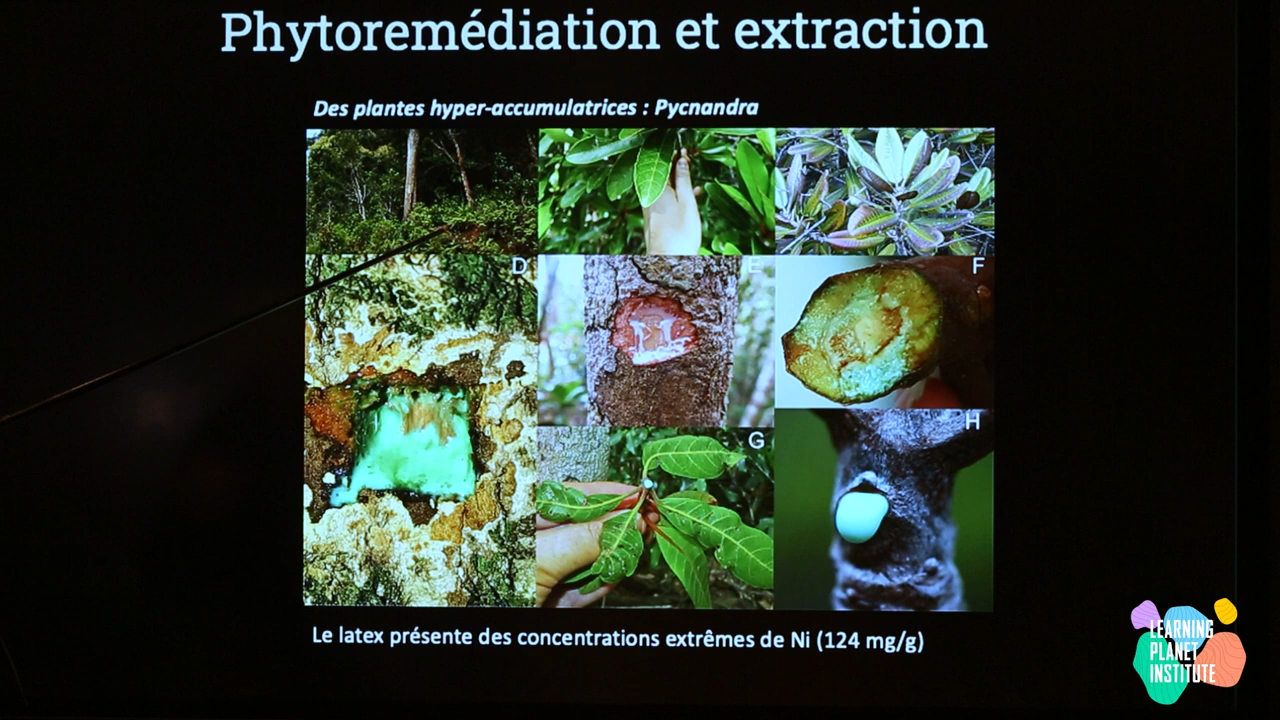 Phytoremédiation et extraction
Des plantes hyper-accumulatrices : Pycnandra
D
E
F
G
H
Le latex présente des concentrations extrêmes de Ni (124 mg/g)
LEARNING
PLANET
INSTITUTE